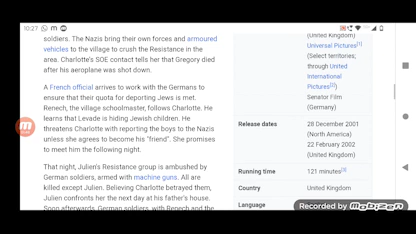 10:27
soldiers. The Nazis bring their own forces and armoured
vehicles to the village to crush the Resistance in the
area. Charlotte's SOE contact tells her that Gregory died
after his aeroplane was shot down.
A French official arrives to work with the Germans to
ensure that their quota for deporting Jews is met.
Renech, the village schoolmaster, follows Charlotte. He
learns that Levade is hiding Jewish children. He
threatens Charlotte with reporting the boys to the Nazis
unless she agrees to become his "friend". She promises
to meet him the following night.
That night, Julien's Resistance group is ambushed by
German soldiers, armed with machine guns. All are
killed except Julien. Believing Charlotte betrayed them,
Julien confronts her the next day at his father's house.
Soon afterwards, German soldiers, with Renech and the
(United Kingdom)
Universal Pictures[1]
(Select territories;
through United
International
Pictures[2])
Senator Film
(Germany)
Release dates
28 December 2001
(North America)
22 February 2002
(United Kingdom)
Running time
121 minutes[3]
Country
United Kingdom
Language
Recorded by Mobizen